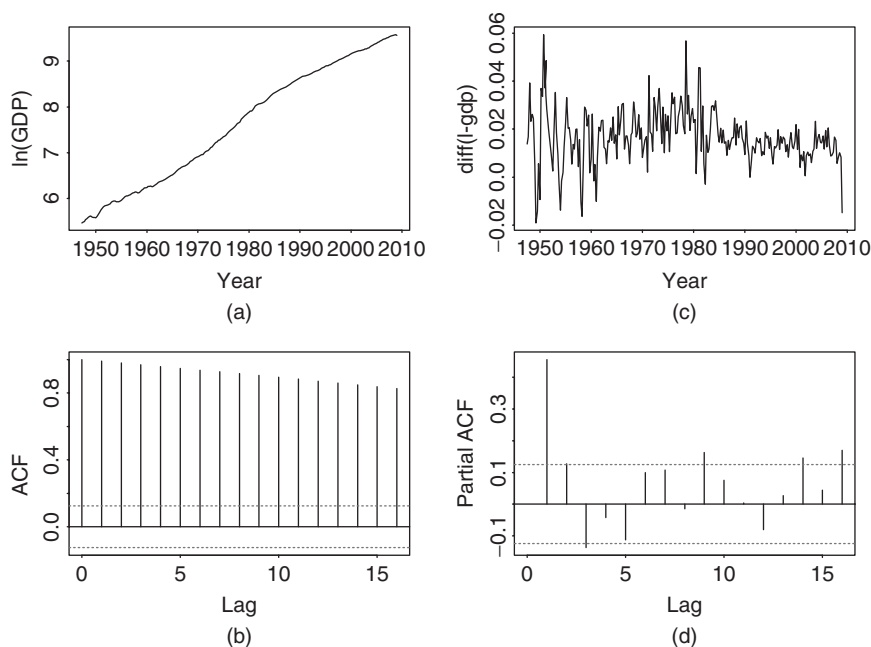 ln(GDP)
9
8
7
6
1950 1960 1970 1980 1990 2000 2010
Year
(a)
diff(l-gdp)
0.06
0.04
0.02
0.0
−0.02
1950 1960 1970 1980 1990 2000 2010
Year
(c)
ACF
0.8
0.4
0.0
0 5 10 15
Lag
(b)
Partial ACF
0.3
0.1
−0.1
0 5 10 15
Lag
(d)